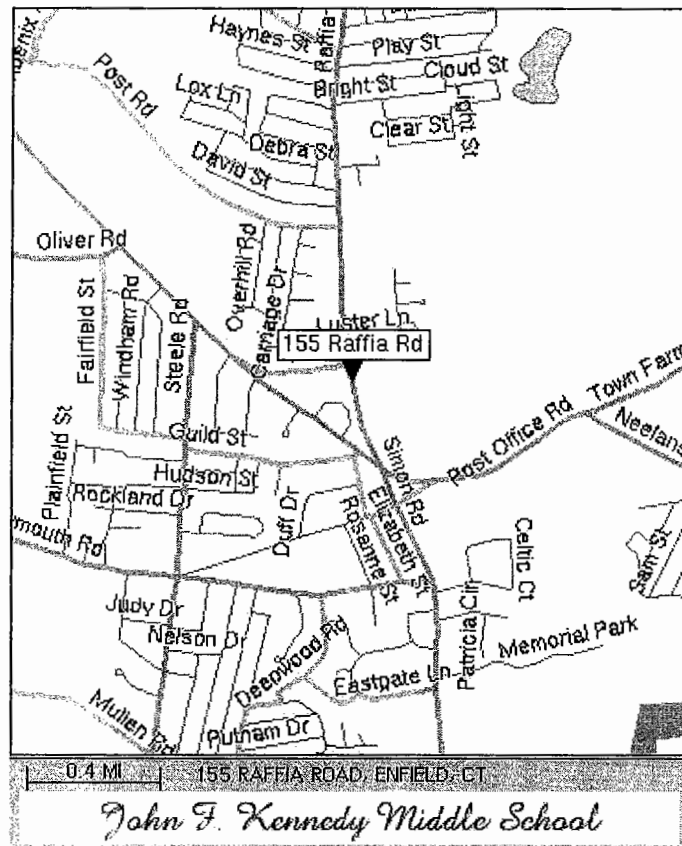 Haynes St
Raffia
Play St
Cloud St
Bright St
Post Rd
Lox Ln
Clear St
ight St
Debra St
David St
Oliver Rd
Overhill Rd
Carriage Dr
Luster Ln
155 Raffia Rd
Fairfield St
Windham Rd
Steele Rd
Town Farm
Post Office Rd
Neelans
Guild St
Simon Rd
Plainfield St
Hudson St
Rockland Dr
Duff Dr
Elizabeth St
Roseanne St
mouth Rd
Celtic Ct
Sam St
Judy Dr
Nelson Dr
Deepwood Rd
Patricia Cir
Memorial Park
Eastgate Ln
Mullen Rd
Putnam Dr
0.4 MI
155 RAFFIA ROAD, ENFIELD, CT
John F. Kennedy Middle School